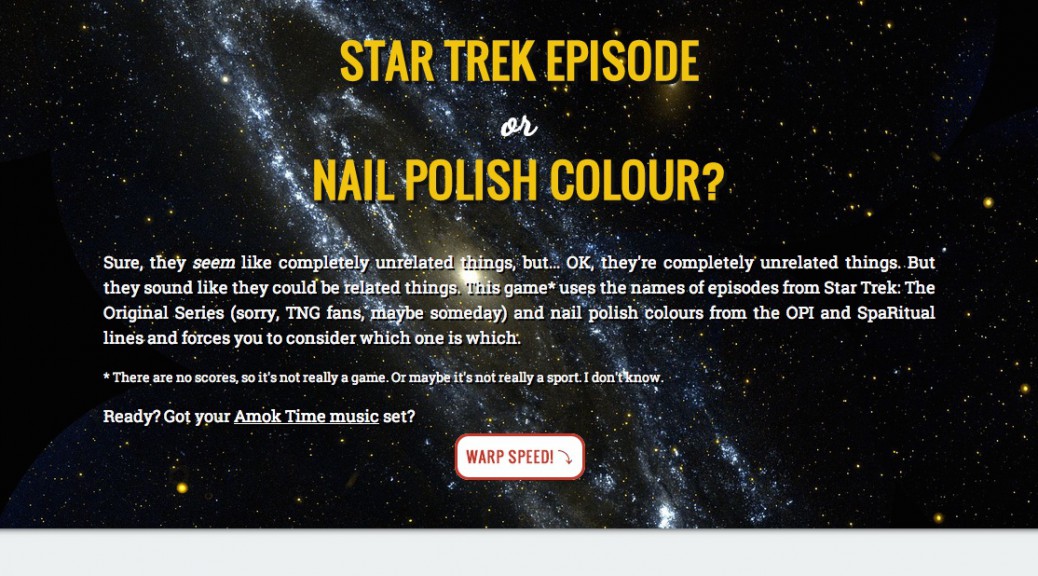 STAR TREK EPISODE
or
NAIL POLISH COLOUR?
Sure, they seem like completely unrelated things, but... OK, they're completely unrelated things. But
they sound like they could be related things. This game* uses the names of episodes from Star Trek: The
Original Series (sorry, TNG fans, maybe someday) and nail polish colours from the OPI and SpaRitual
lines and forces you to consider which one is which.
* There are no scores, so it's not really a game. Or maybe it's not really a sport. I don't know.
Ready? Got your Amok Time music set?
WARP SPEED!